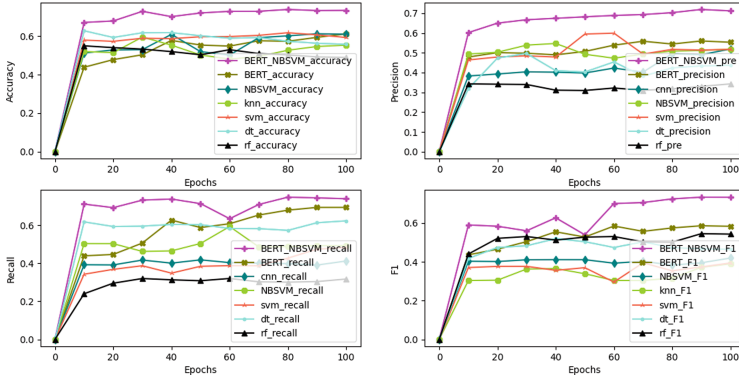 0.6
0.4
0.2
0.0
Accuracy
BERT_NBSVM_accuracy
BERT_accuracy
NBSVM_accuracy
knn_accuracy
svm_accuracy
dt_accuracy
rf_accuracy
0 20 40 60 80 100
Epochs
0.7
0.6
0.5
0.4
0.3
0.2
0.1
0.0
Precision
BERT_NBSVM_pre
BERT_precision
cnn_precision
NBSVM_precision
svm_precision
dt_precision
rf_pre
0 20 40 60 80 100
Epochs
0.6
0.4
0.2
0.0
Recall
BERT_NBSVM_recall
BERT_recall
cnn_recall
NBSVM_recall
svm_recall
dt_recall
rf_recall
0 20 40 60 80 100
Epochs
0.6
0.4
0.2
0.0
F1
BERT_NBSVM_F1
BERT_F1
NBSVM_F1
knn_F1
svm_F1
dt_F1
rf_F1
0 20 40 60 80 100
Epochs